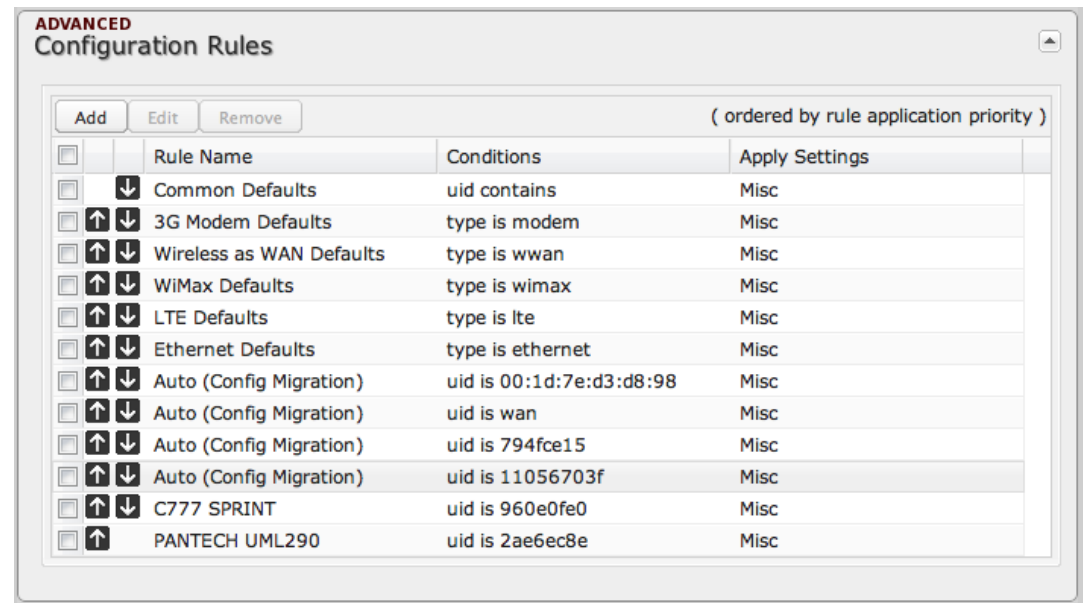 ADVANCED
Configuration Rules
Add Edit Remove ( ordered by rule application priority )
Rule Name Conditions Apply Settings
Common Defaults uid contains Misc
3G Modem Defaults type is modem Misc
Wireless as WAN Defaults type is wwan Misc
WiMax Defaults type is wimax Misc
LTE Defaults type is lte Misc
Ethernet Defaults type is ethernet Misc
Auto (Config Migration) uid is 00:1d:7e:d3:d8:98 Misc
Auto (Config Migration) uid is wan Misc
Auto (Config Migration) uid is 794fce15 Misc
Auto (Config Migration) uid is 11056703f Misc
C777 SPRINT uid is 960e0fe0 Misc
PANTECH UML290 uid is 2ae6ec8e Misc